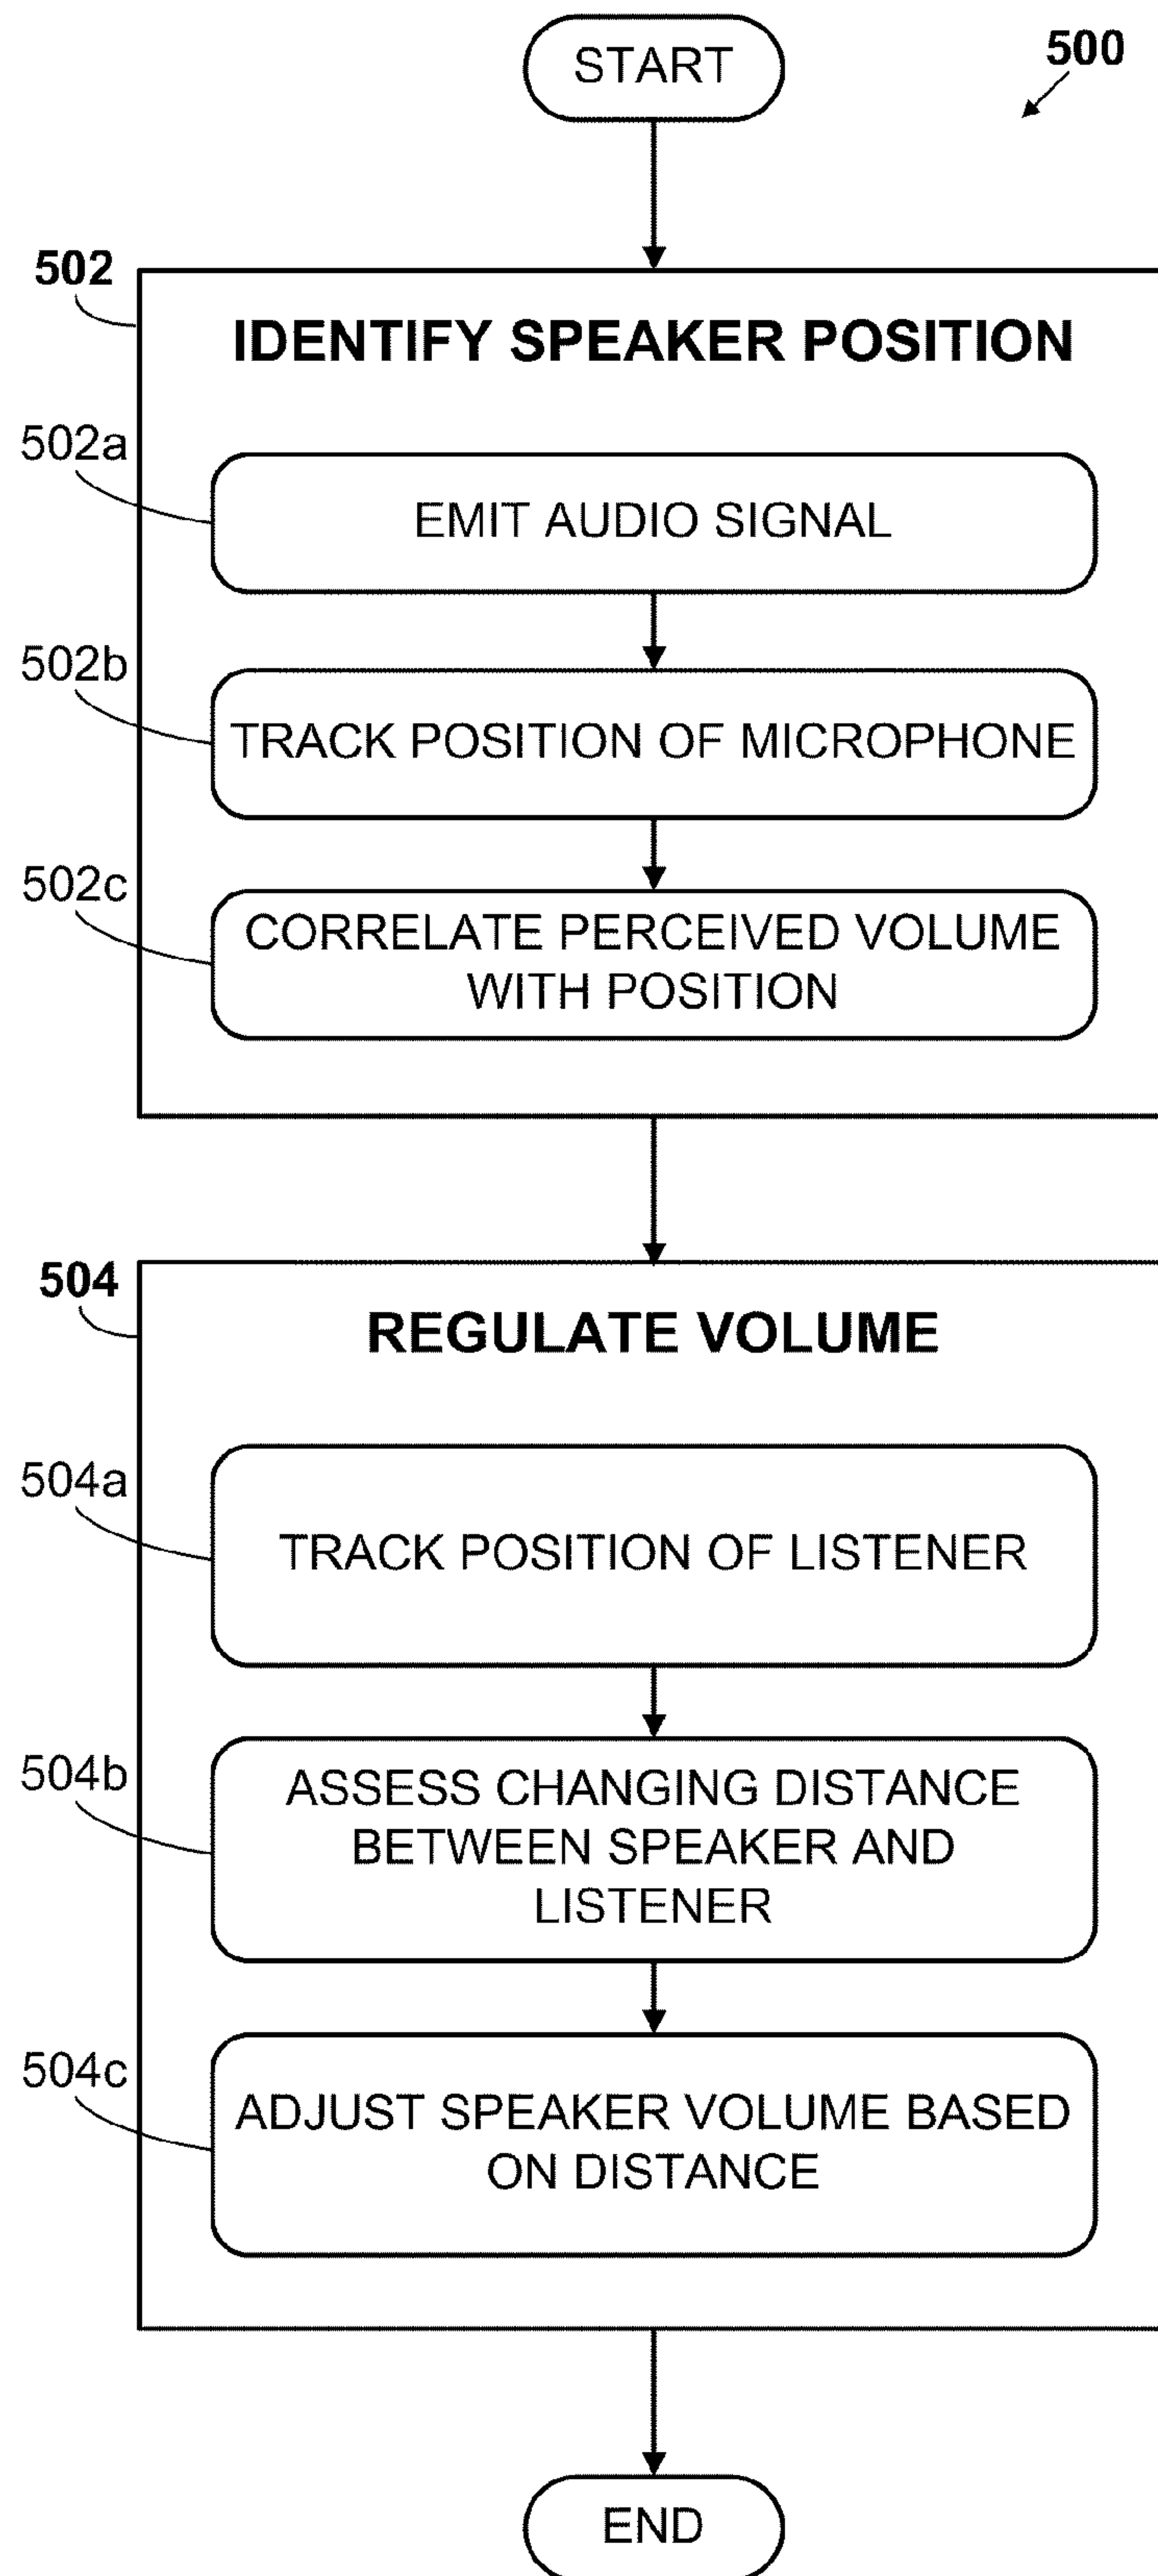 START
500
502
IDENTIFY SPEAKER POSITION
502a
EMIT AUDIO SIGNAL
502b
TRACK POSITION OF MICROPHONE
502c
CORRELATE PERCEIVED VOLUME
WITH POSITION
504
REGULATE VOLUME
504a
TRACK POSITION OF LISTENER
504b
ASSESS CHANGING DISTANCE
BETWEEN SPEAKER AND
LISTENER
504c
ADJUST SPEAKER VOLUME BASED
ON DISTANCE
END